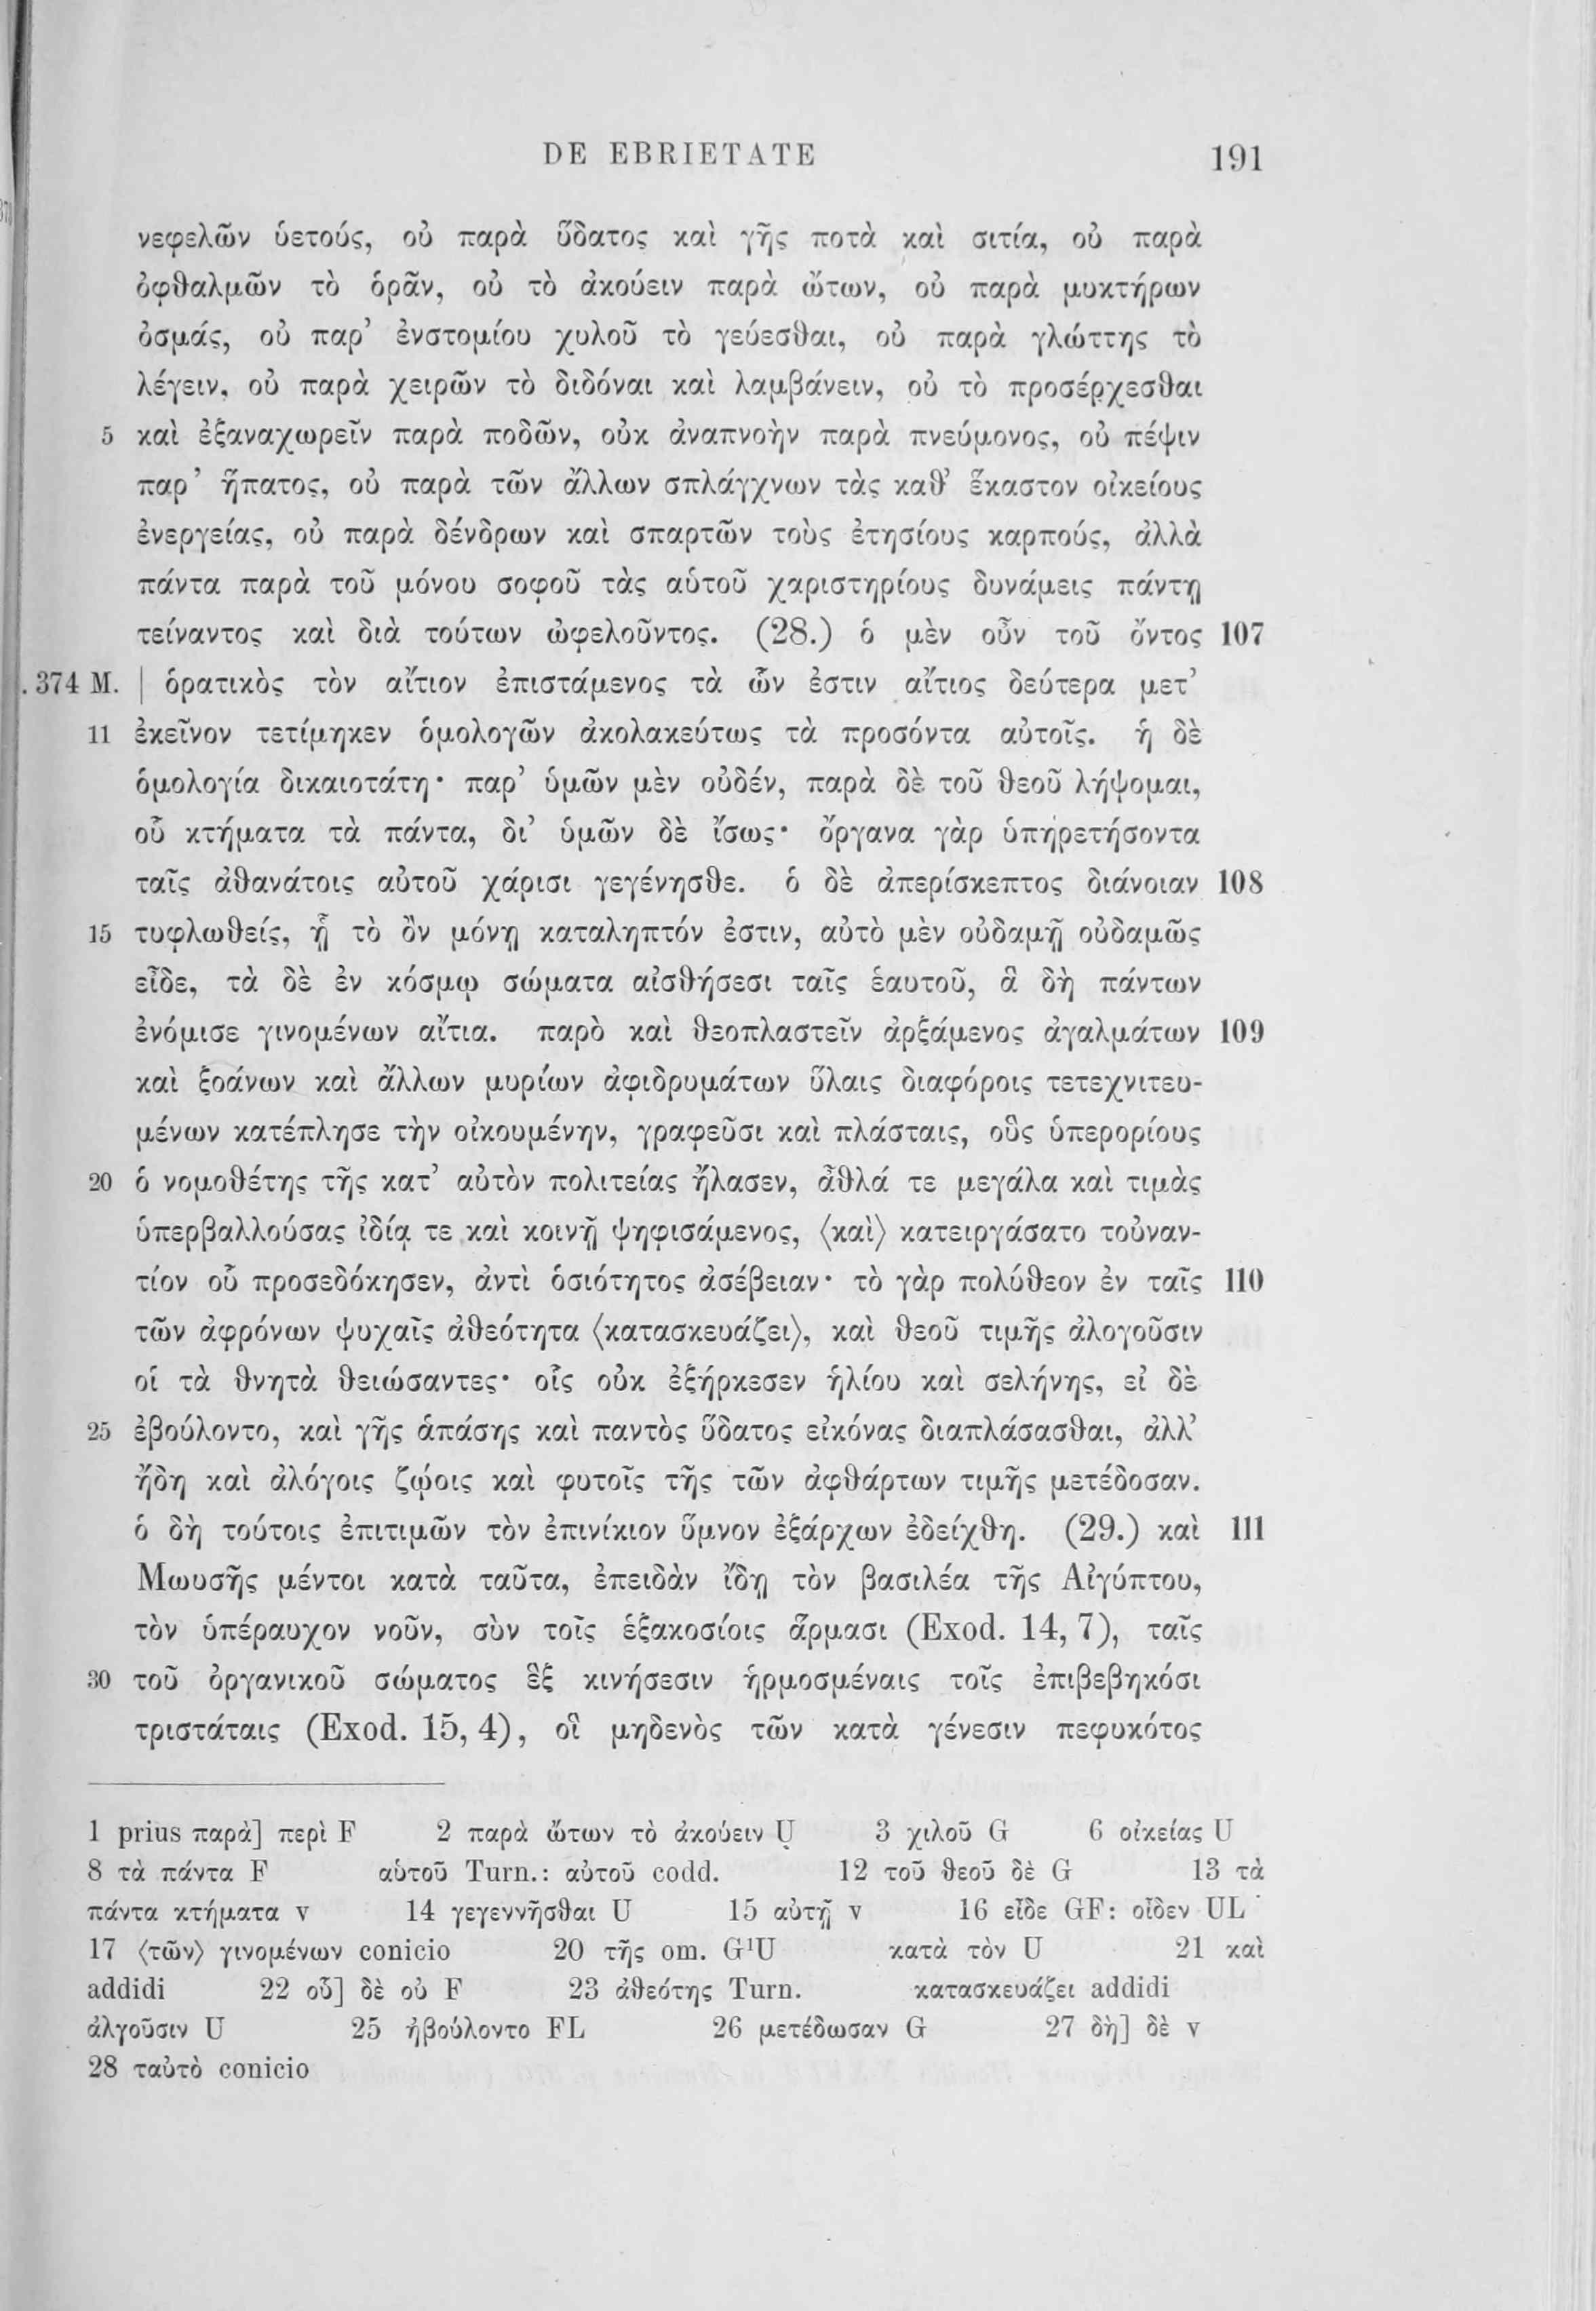 DE EBRIETATE 191
νεφελῶν ὑετούς, οὐ παρὰ ὕδατος καὶ γῆς ποτὰ καὶ σιτία, οὐ παρὰ
ὀφθαλμῶν τὸ ὁρᾶν, οὐ τὸ ἀκούειν παρὰ ὤτων, οὐ παρὰ μυκτήρων
ὀσμάς, οὐ παρ’ ἐνστομίου χυλοῦ τὸ γεύεσθαι, οὐ παρὰ γλώττης τὸ
λέγειν, οὐ παρὰ χειρῶν τὸ διδόναι καὶ λαμβάνειν, οὐ τὸ προσέρχεσθαι
5 καὶ ἐξαναχωρεῖν παρὰ ποδῶν, οὐκ ἀναπνοὴν παρὰ πνεύμονος, οὐ πέψιν
παρ’ ἥπατος, οὐ παρὰ τῶν ἄλλων σπλάγχνων τὰς καθ’ ἕκαστον οἰκείους
ἐνεργείας, οὐ παρὰ δένδρων καὶ σπαρτῶν τοὺς ἐτησίους καρπούς, ἀλλὰ
πάντα παρὰ τοῦ μόνου σοφοῦ τὰς αὑτοῦ χαριστηρίους δυνάμεις πάντῃ
τείναντος καὶ διὰ τούτων ὠφελοῦντος. (28.) ὁ μὲν οὖν τοῦ ὄντος 107
. 374 M. | ὁρατικὸς τὸν αἴτιον ἐπιστάμενος τὰ ὧν ἐστιν αἴτιος δεύτερα μετ’
11 ἐκεῖνον τετίμηκεν ὁμολογῶν ἀκολακεύτως τὰ προσόντα αὐτοῖς. ἡ δὲ
ὁμολογία δικαιοτάτη· παρ’ ὑμῶν μὲν οὐδέν, παρὰ δὲ τοῦ θεοῦ λήψομαι,
οὗ κτήματα τὰ πάντα, δι’ ὑμῶν δὲ ἴσως· ὄργανα γὰρ ὑπηρετήσοντα
ταῖς ἀθανάτοις αὐτοῦ χάρισι γεγένησθε. ὁ δὲ ἀπερίσκεπτος διάνοιαν 108
15 τυφλωθείς, ᾗ τὸ ὂν μόνῃ καταληπτόν ἐστιν, αὐτὸ μὲν οὐδαμῇ οὐδαμῶς
εἶδε, τὰ δὲ ἐν κόσμῳ σώματα αἰσθήσεσι ταῖς ἑαυτοῦ, ἃ δὴ πάντων
ἐνόμισε γινομένων αἴτια. παρὸ καὶ θεοπλαστεῖν ἀρξάμενος ἀγαλμάτων 109
καὶ ξοάνων καὶ ἄλλων μυρίων ἀφιδρυμάτων ὕλαις διαφόροις τετεχνιτευ-
μένων κατέπλησε τὴν οἰκουμένην, γραφεῦσι καὶ πλάσταις, οὓς ὑπερορίους
20 ὁ νομοθέτης τῆς κατ’ αὐτὸν πολιτείας ἤλασεν, ἆθλά τε μεγάλα καὶ τιμὰς
ὑπερβαλλούσας ἰδίᾳ τε καὶ κοινῇ ψηφισάμενος, ⟨καὶ⟩ κατειργάσατο τοὐναν-
τίον οὗ προσεδόκησεν, ἀντὶ ὁσιότητος ἀσέβειαν· τὸ γὰρ πολύθεον ἐν ταῖς 110
τῶν ἀφρόνων ψυχαῖς ἀθεότητα ⟨κατασκευάζει⟩, καὶ θεοῦ τιμῆς ἀλογοῦσιν
οἱ τὰ θνητὰ θειώσαντες· οἷς οὐκ ἐξήρκεσεν ἡλίου καὶ σελήνης, εἰ δὲ
25 ἐβούλοντο, καὶ γῆς ἁπάσης καὶ παντὸς ὕδατος εἰκόνας διαπλάσασθαι, ἀλλ’
ἤδη καὶ ἀλόγοις ζῴοις καὶ φυτοῖς τῆς τῶν ἀφθάρτων τιμῆς μετέδοσαν.
ὁ δὴ τούτοις ἐπιτιμῶν τὸν ἐπινίκιον ὕμνον ἐξάρχων ἐδείχθη. (29.) καὶ 111
Μωυσῆς μέντοι κατὰ ταῦτα, ἐπειδὰν ἴδῃ τὸν βασιλέα τῆς Αἰγύπτου,
τὸν ὑπέραυχον νοῦν, σὺν τοῖς ἑξακοσίοις ἅρμασι (Exod. 14, 7), ταῖς
30 τοῦ ὀργανικοῦ σώματος ἓξ κινήσεσιν ἡρμοσμέναις τοῖς ἐπιβεβηκόσι
τριστάταις (Exod. 15, 4), οἳ μηδενὸς τῶν κατὰ γένεσιν πεφυκότος
1 prius παρὰ] περὶ F 2 παρὰ ὤτων τὸ ἀκούειν U 3 χιλοῦ G 6 οἰκείας U
8 τὰ πάντα F αὑτοῦ Turn.: αὐτοῦ codd. 12 τοῦ θεοῦ δὲ G 13 τὰ
πάντα κτήματα v 14 γεγεννῆσθαι U 15 αὐτῇ v 16 εἶδε GF: οἶδεν UL
17 ⟨τῶν⟩ γινομένων conicio 20 τῆς om. G¹U κατὰ τὸν U 21 καὶ
addidi 22 οὗ] δὲ οὐ F 23 ἀθεότης Turn. κατασκευάζει addidi
ἀλγοῦσιν U 25 ἠβούλοντο FL 26 μετέδωσαν G 27 δὴ] δὲ v
28 ταὐτὸ conicio